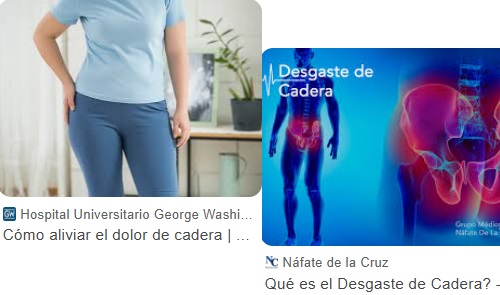 GW Hospital Universitario George Washi...
Cómo aliviar el dolor de cadera | ...
Desgaste de
Cadera
Grupo Médico
Náfate De La
NC Náfate de la Cruz
Qué es el Desgaste de Cadera? -